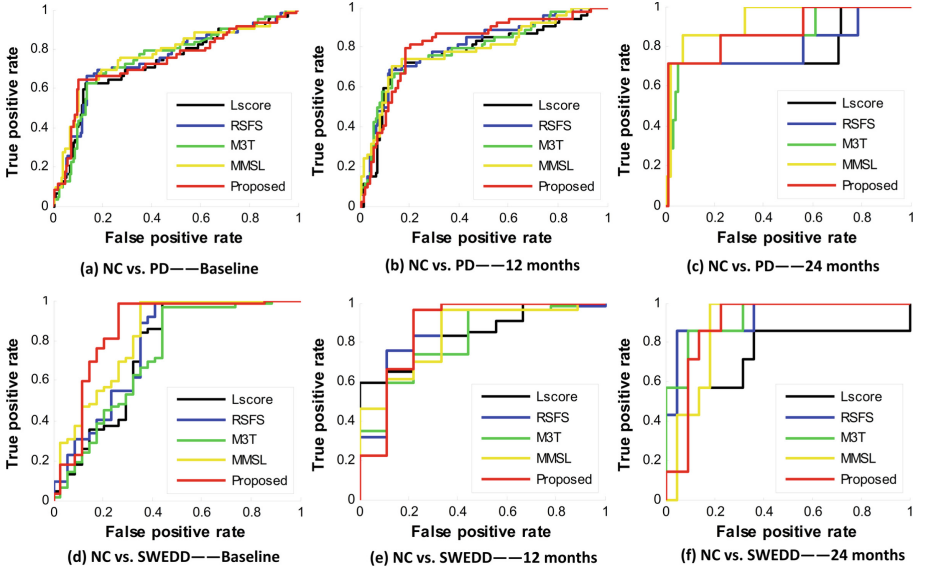 True positive rate
1
0.8
0.6
0.4
0.2
0
0 0.2 0.4 0.6 0.8 1
Lscore
RSFS
M3T
MMSL
Proposed
False positive rate
(a) NC vs. PD——Baseline
True positive rate
1
0.8
0.6
0.4
0.2
0
0 0.2 0.4 0.6 0.8 1
Lscore
RSFS
M3T
MMSL
Proposed
False positive rate
(b) NC vs. PD——12 months
True positive rate
1
0.8
0.6
0.4
0.2
0
0 0.2 0.4 0.6 0.8 1
Lscore
RSFS
M3T
MMSL
Proposed
False positive rate
(c) NC vs. PD——24 months
True positive rate
1
0.8
0.6
0.4
0.2
0
0 0.2 0.4 0.6 0.8 1
Lscore
RSFS
M3T
MMSL
Proposed
False positive rate
(d) NC vs. SWEDD——Baseline
True positive rate
1
0.8
0.6
0.4
0.2
0
0 0.2 0.4 0.6 0.8 1
Lscore
RSFS
M3T
MMSL
Proposed
False positive rate
(e) NC vs. SWEDD——12 months
True positive rate
1
0.8
0.6
0.4
0.2
0
0 0.2 0.4 0.6 0.8 1
Lscore
RSFS
M3T
MMSL
Proposed
False positive rate
(f) NC vs. SWEDD——24 months